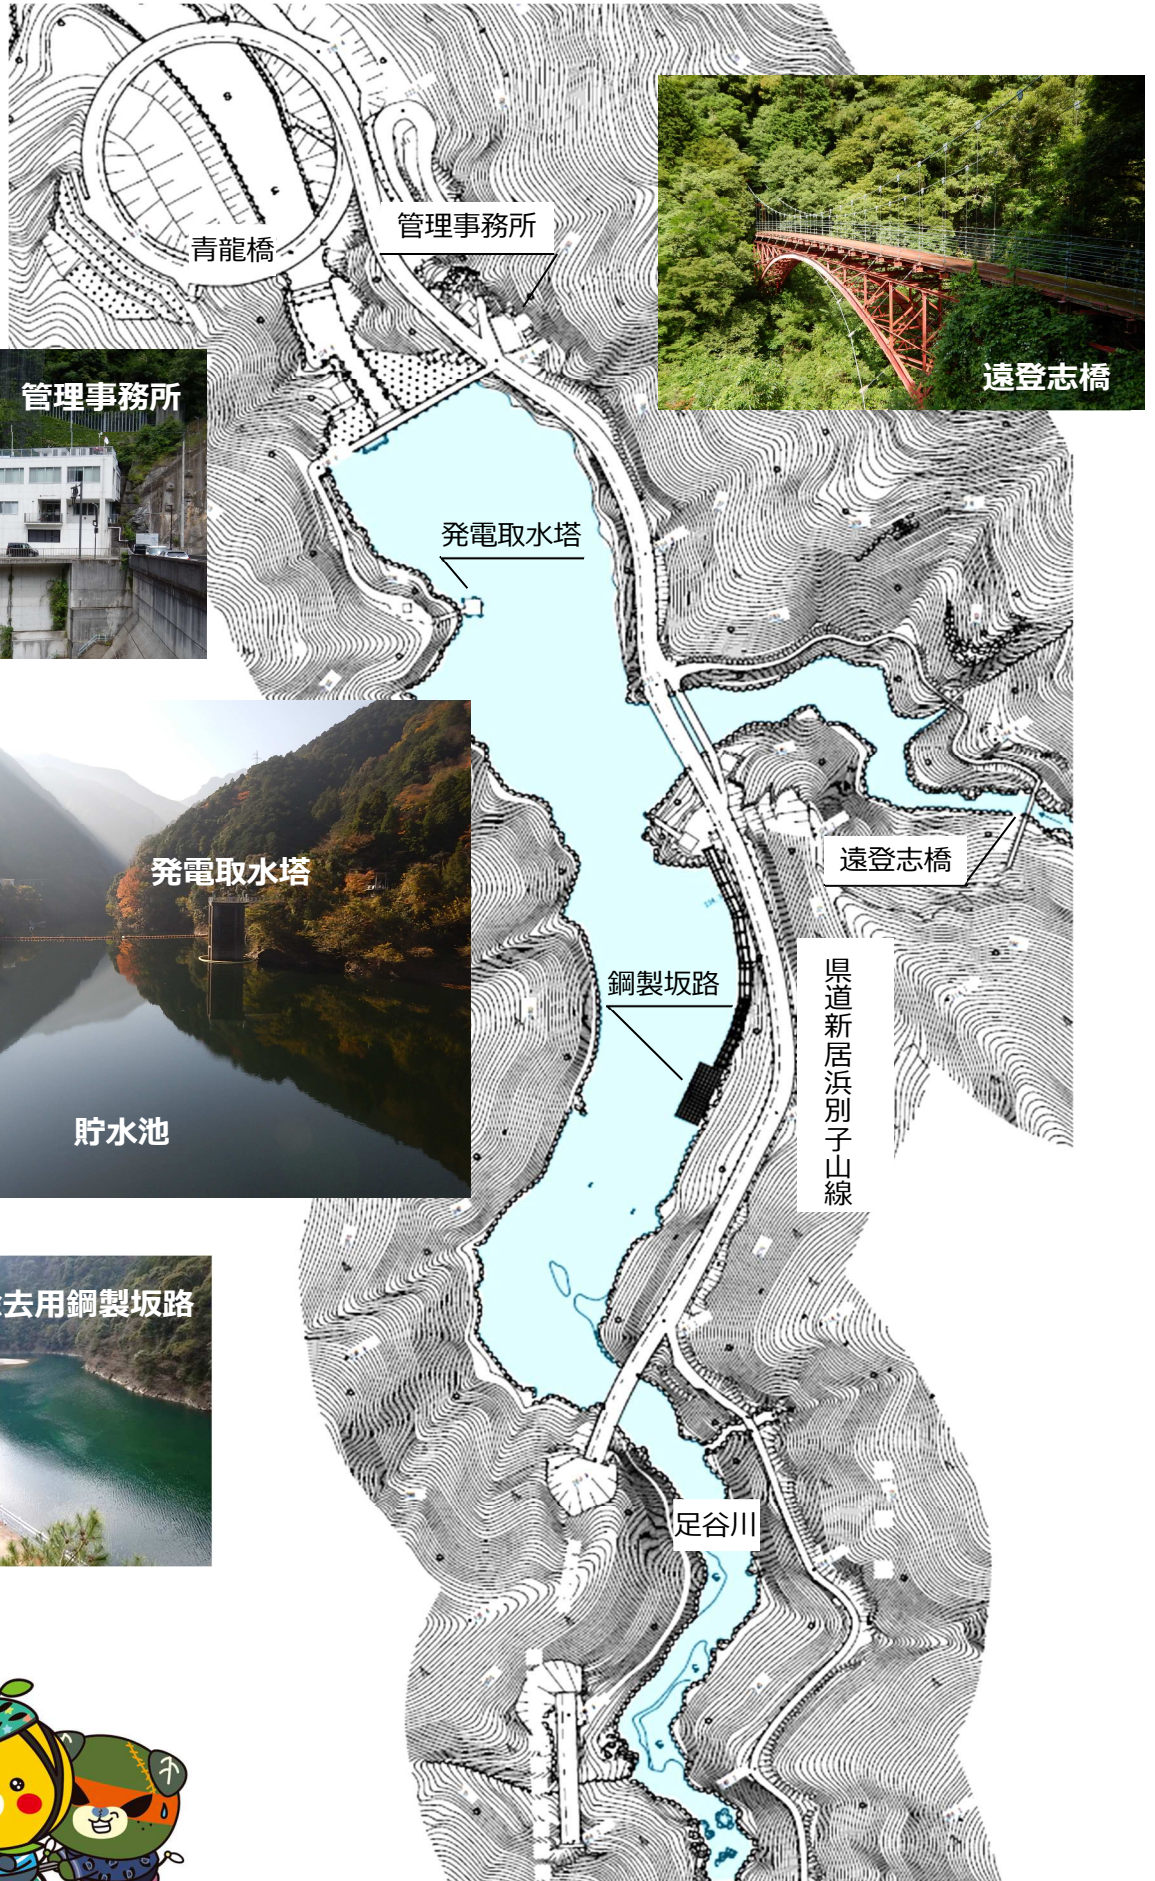 青龍橋
管理事務所
遠登志橋
管理事務所
発電取水塔
発電取水塔
遠登志橋
鋼製坂路
県道新居浜別子山線
貯水池
去用鋼製坂路
足谷川